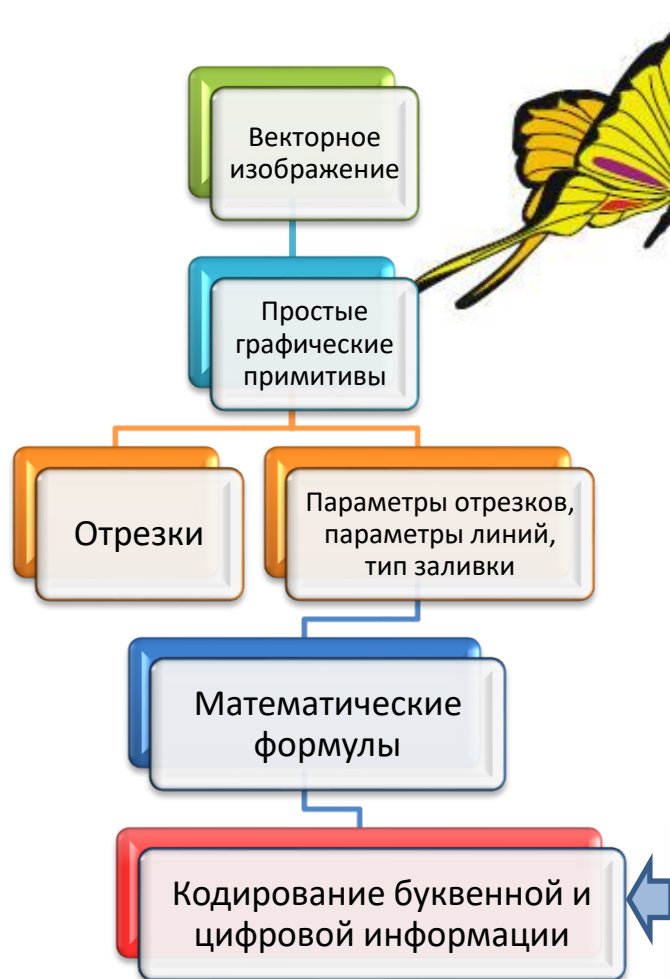 Векторное
изображение
Простые
графические
примитивы
Отрезки
Параметры отрезков,
параметры линий,
тип заливки
Математические
формулы
Кодирование буквенной и
цифровой информации